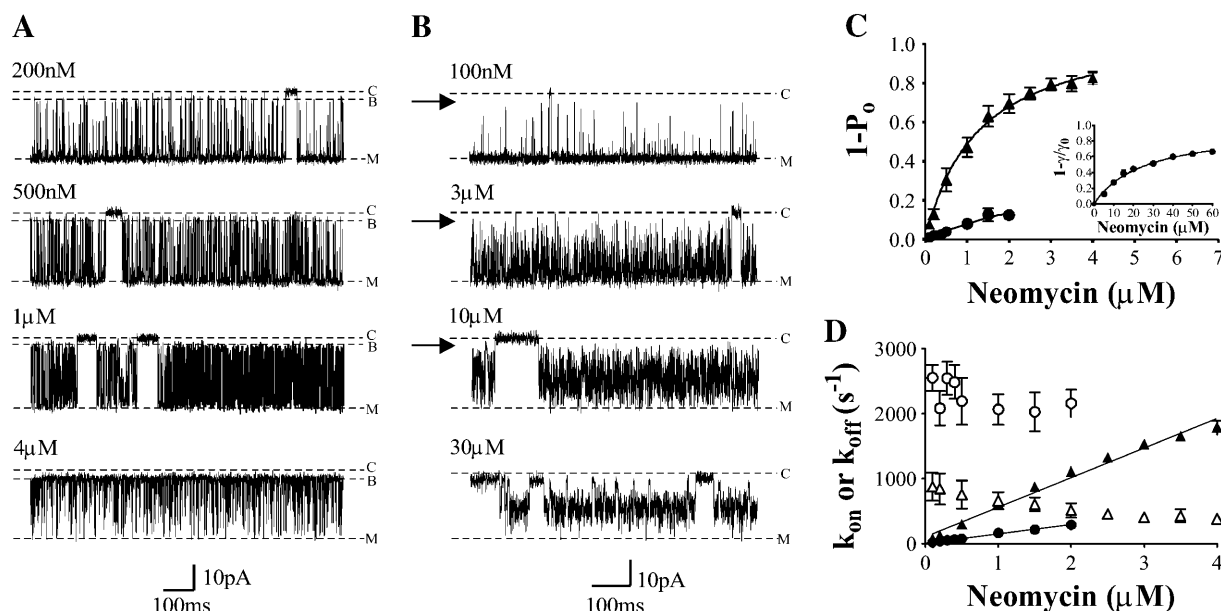 A
200nM
C
B
M
500nM
C
B
M
1μM
C
B
M
4μM
C
B
M
10pA
100ms
B
100nM
C
M
3μM
C
M
10μM
C
M
30μM
C
M
10pA
100ms
C
1-Po
1.0
0.8
0.6
0.4
0.2
0.0
0 1 2 3 4 5 6 7
Neomycin (μM)
1-γ/γ0
1.0
0.8
0.6
0.4
0.2
0.0
0 10 20 30 40 50 60
Neomycin (μM)
D
kon or koff (s-1)
3000
2000
1000
0
0 1 2 3 4
Neomycin (μM)